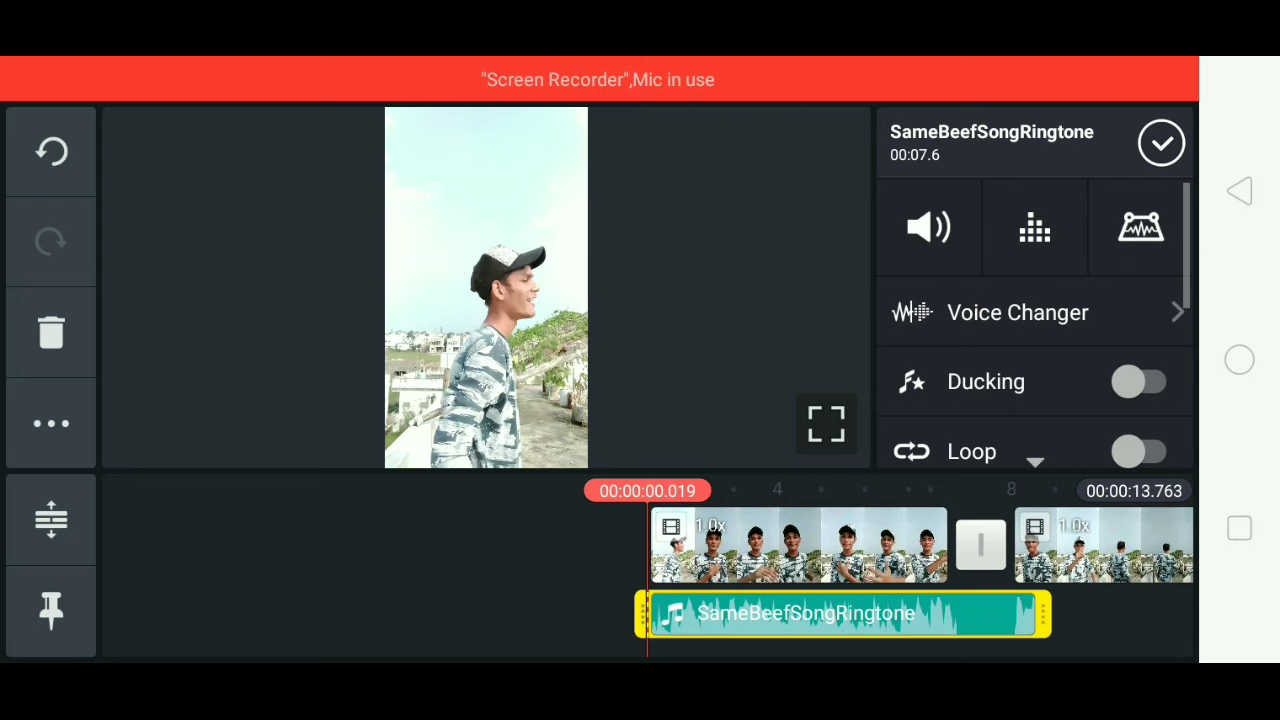 "Screen Recorder",Mic in use
SameBeefSongRingtone
00:07.6
Voice Changer
Ducking
Loop
00:00:00.019
4
8
00:00:13.763
1.0x
1.0x
SameBeefSongRingtone